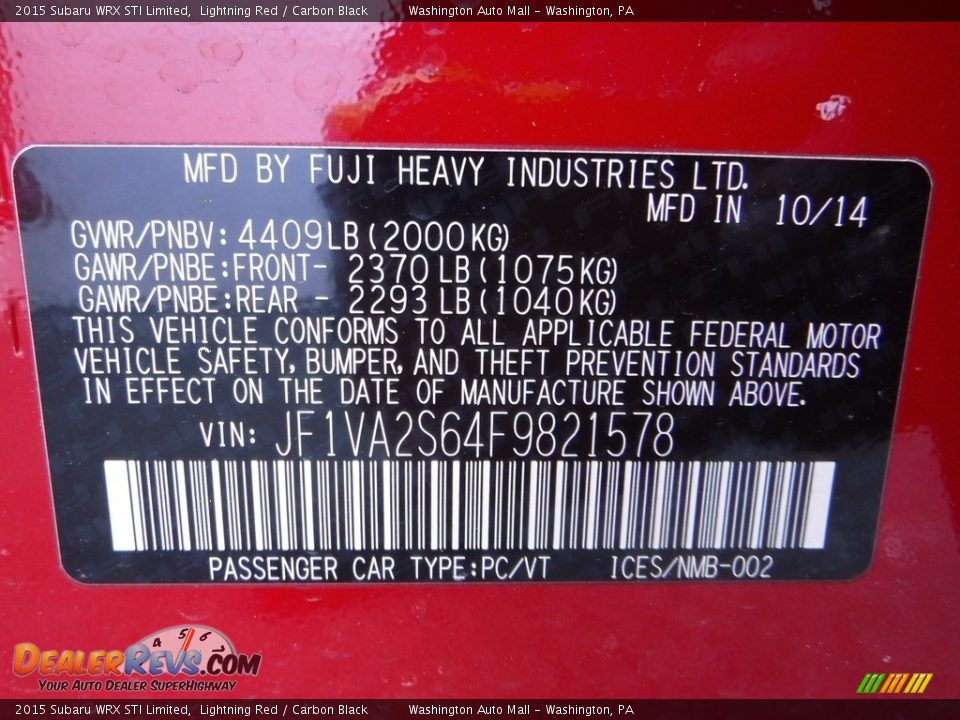 2015 Subaru WRX STI Limited, Lightning Red / Carbon Black Washington Auto Mall - Washington, PA
MFD BY FUJI HEAVY INDUSTRIES LTD.
MFD IN 10/14
GVWR/PNBV: 4409LB(2000KG)
GAWR/PNBE:FRONT- 2370LB(1075KG)
GAWR/PNBE:REAR - 2293LB(1040KG)
THIS VEHICLE CONFORMS TO ALL APPLICABLE FEDERAL MOTOR
VEHICLE SAFETY, BUMPER, AND THEFT PREVENTION STANDARDS
IN EFFECT ON THE DATE OF MANUFACTURE SHOWN ABOVE.
VIN: JF1VA2S64F9821578
PASSENGER CAR TYPE:PC/VT ICES/NMB-002
4 5 6
DEALERREVS.COM
YOUR AUTO DEALER SUPERHIGHWAY
2015 Subaru WRX STI Limited, Lightning Red / Carbon Black Washington Auto Mall - Washington, PA